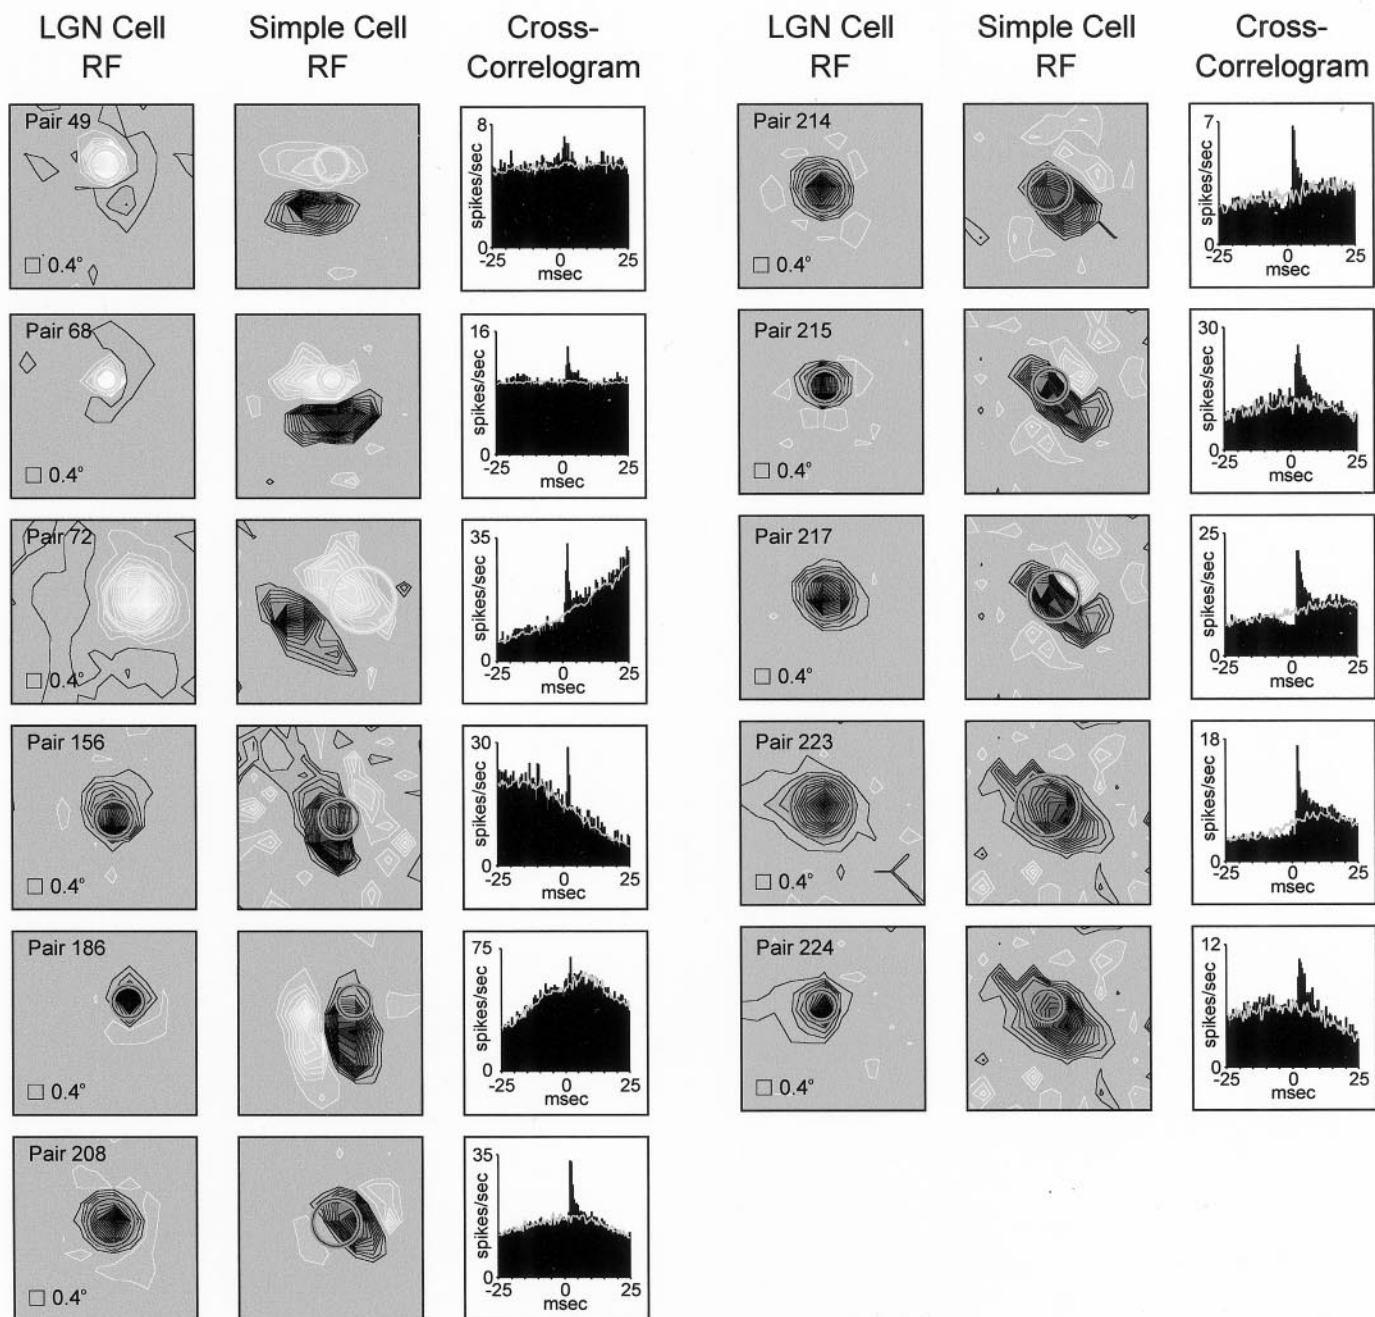 LGN Cell
RF
Simple Cell
RF
Cross-
Correlogram
Pair 49
0.4°
8
spikes/sec
0
-25 0 25
msec
Pair 68
0.4°
16
spikes/sec
0
-25 0 25
msec
Pair 72
0.4°
35
spikes/sec
0
-25 0 25
msec
Pair 156
0.4°
30
spikes/sec
0
-25 0 25
msec
Pair 186
0.4°
75
spikes/sec
0
-25 0 25
msec
Pair 208
0.4°
35
spikes/sec
0
-25 0 25
msec
LGN Cell
RF
Simple Cell
RF
Cross-
Correlogram
Pair 214
0.4°
7
spikes/sec
0
-25 0 25
msec
Pair 215
0.4°
30
spikes/sec
0
-25 0 25
msec
Pair 217
0.4°
25
spikes/sec
0
-25 0 25
msec
Pair 223
0.4°
18
spikes/sec
0
-25 0 25
msec
Pair 224
0.4°
12
spikes/sec
0
-25 0 25
msec